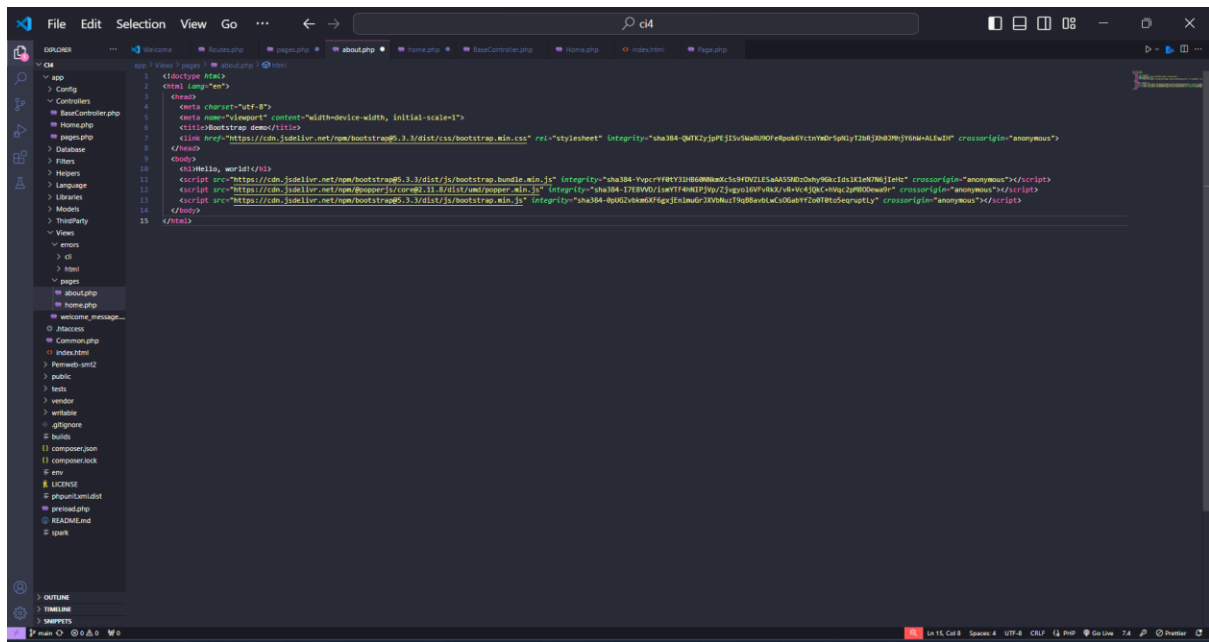 File Edit Selection View Go ··· ← → ci4
EXPLORER ···
Welcome Routes.php pages.php about.php home.php BaseController.php Home.php index.html Page.php
CI4
app > Views > pages > about.php > html
app
Config
Controllers
BaseController.php
Home.php
pages.php
Database
Filters
Helpers
Language
Libraries
Models
ThirdParty
Views
errors
cli
html
pages
about.php
home.php
welcome_message....
.htaccess
Common.php
index.html
Pemweb-smt2
public
tests
vendor
writable
.gitignore
builds
composer.json
composer.lock
env
LICENSE
phpunit.xml.dist
preload.php
README.md
spark
OUTLINE
TIMELINE
SNIPPETS
1 <!doctype html>
2 <html lang="en">
3 <head>
4 <meta charset="utf-8">
5 <meta name="viewport" content="width=device-width, initial-scale=1">
6 <title>Bootstrap demo</title>
7 <link href="https://cdn.jsdelivr.net/npm/bootstrap@5.3.3/dist/css/bootstrap.min.css" rel="stylesheet" crossorigin="anonymous">
8 </head>
9 <body>
10 <h1>Hello, world!</h1>
11 <script src="https://cdn.jsdelivr.net/npm/bootstrap@5.3.3/dist/js/bootstrap.bundle.min.js" crossorigin="anonymous"></script>
12 <script src="https://cdn.jsdelivr.net/npm/@popperjs/core@2.11.8/dist/umd/popper.min.js" crossorigin="anonymous"></script>
13 <script src="https://cdn.jsdelivr.net/npm/bootstrap@5.3.3/dist/js/bootstrap.min.js" crossorigin="anonymous"></script>
14 </body>
15 </html>
main 0 0 0 Ln 15, Col 8 Spaces: 4 UTF-8 CRLF PHP Go Live 7.4 Prettier